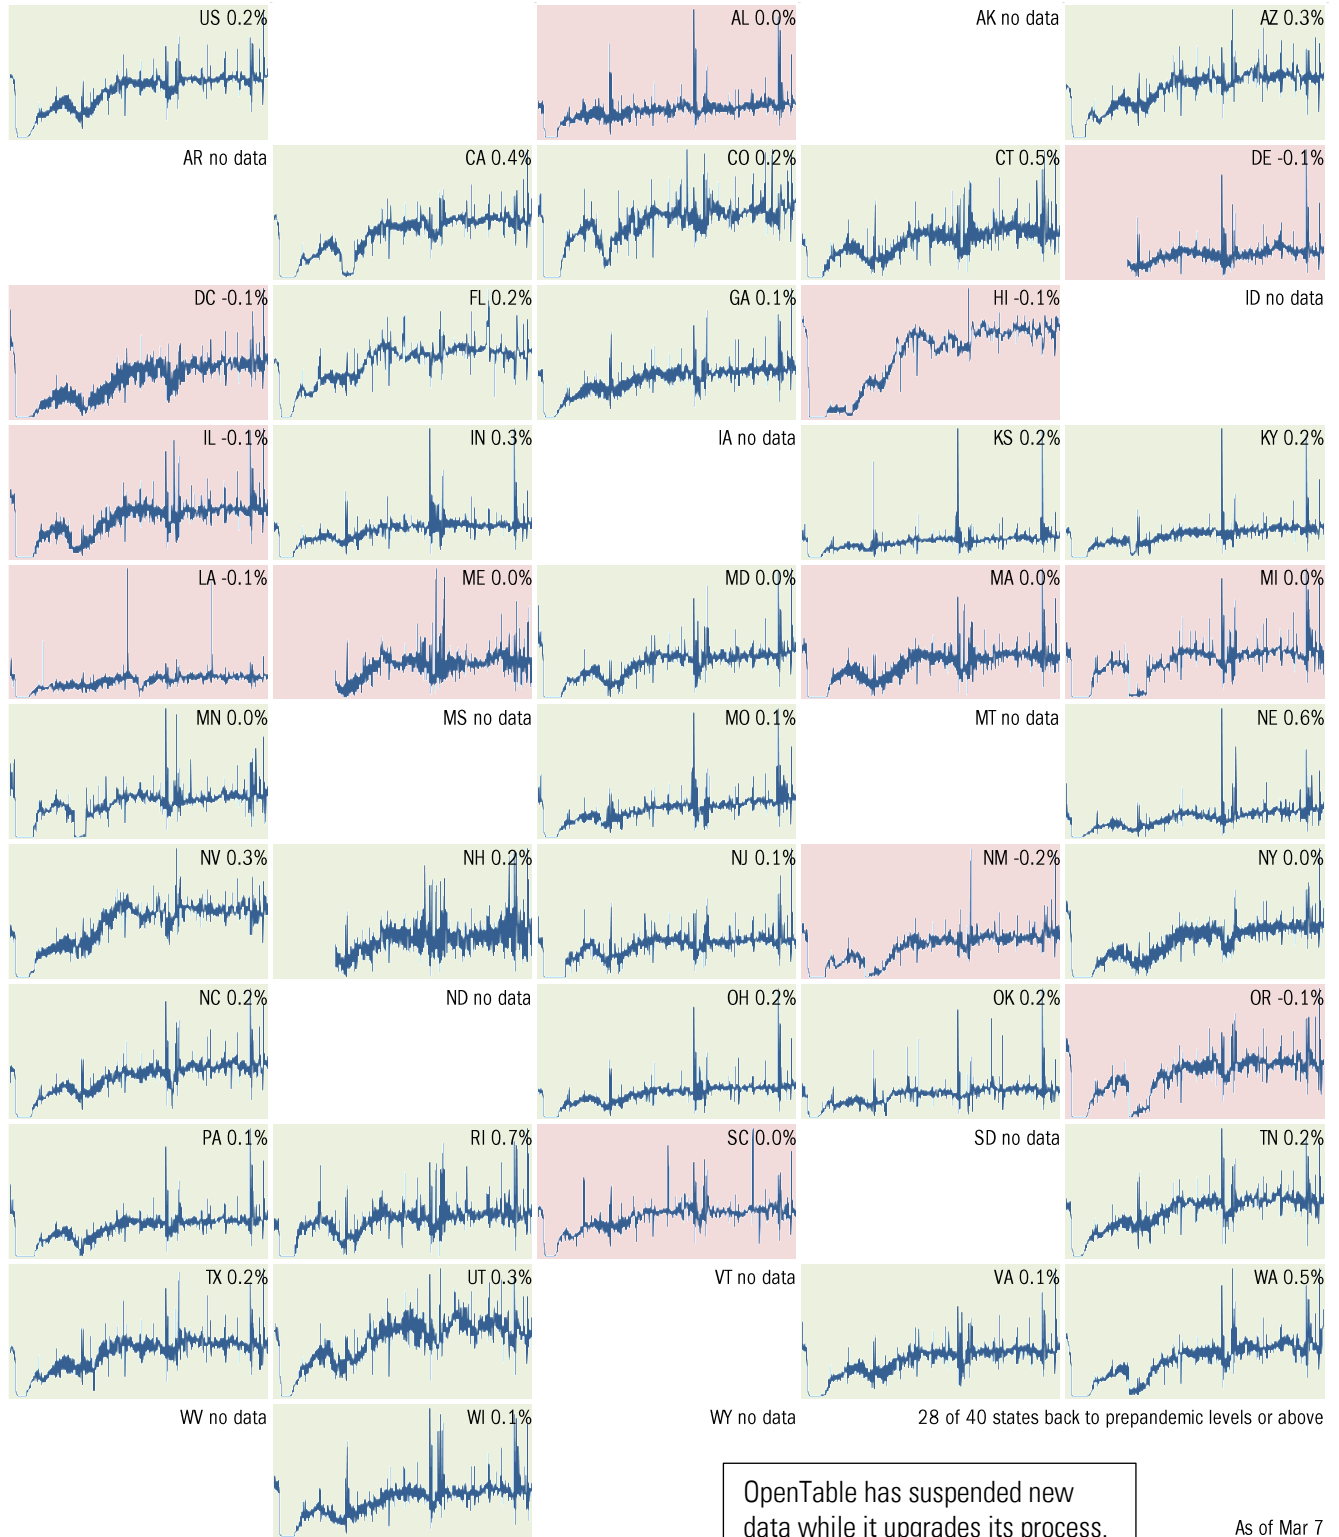 US 0.2%
AL 0.0%
AK no data
AZ 0.3%
AR no data
CA 0.4%
CO 0.2%
CT 0.5%
DE -0.1%
DC -0.1%
FL 0.2%
GA 0.1%
HI -0.1%
ID no data
IL -0.1%
IN 0.3%
IA no data
KS 0.2%
KY 0.2%
LA -0.1%
ME 0.0%
MD 0.0%
MA 0.0%
MI 0.0%
MN 0.0%
MS no data
MO 0.1%
MT no data
NE 0.6%
NV 0.3%
NH 0.2%
NJ 0.1%
NM -0.2%
NY 0.0%
NC 0.2%
ND no data
OH 0.2%
OK 0.2%
OR -0.1%
PA 0.1%
RI 0.7%
SC 0.0%
SD no data
TN 0.2%
TX 0.2%
UT 0.3%
VT no data
VA 0.1%
WA 0.5%
WV no data
WI 0.1%
WY no data
28 of 40 states back to prepandemic levels or above
OpenTable has suspended new
data while it upgrades its process.
As of Mar 7